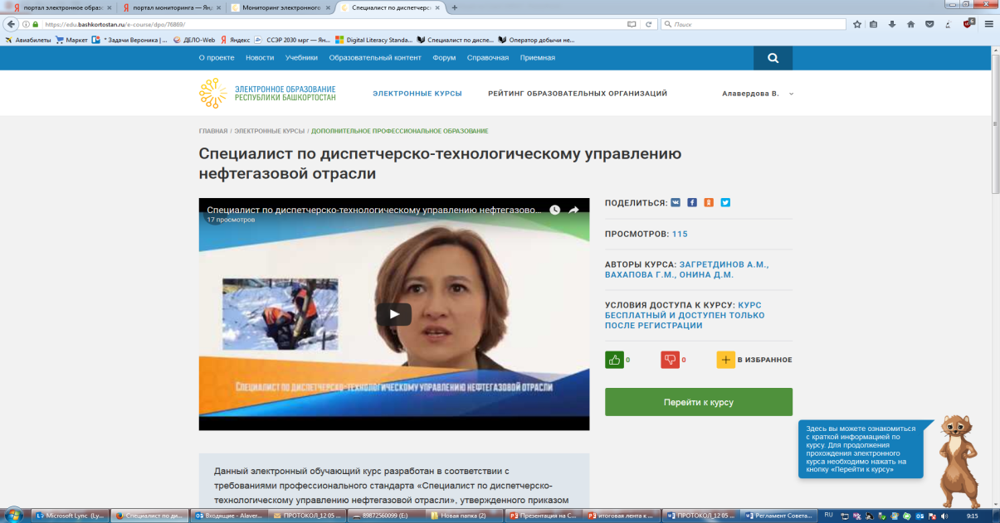 портал электронное образ
портал мониторинга — Янд
Мониторинг электронного
Специалист по диспетчерс
https://edu.bashkortostan.ru/e-course/dpo/76869/
Поиск
Авиабилеты
Маркет
* Задачи Вероника | ...
ДЕЛО-Web
Яндекс
ССЭР 2030 мрг — Ян...
Digital Literacy Standa...
Специалист по диспе...
Оператор добычи не...
О проекте Новости Учебники Образовательный контент Форум Справочная Приемная
ЭЛЕКТРОННОЕ ОБРАЗОВАНИЕ
РЕСПУБЛИКИ БАШКОРТОСТАН
ЭЛЕКТРОННЫЕ КУРСЫ
РЕЙТИНГ ОБРАЗОВАТЕЛЬНЫХ ОРГАНИЗАЦИЙ
Алавердова В.
ГЛАВНАЯ / ЭЛЕКТРОННЫЕ КУРСЫ / ДОПОЛНИТЕЛЬНОЕ ПРОФЕССИОНАЛЬНОЕ ОБРАЗОВАНИЕ
Специалист по диспетчерско-технологическому управлению
нефтегазовой отрасли
Специалист по диспетчерско-технологическому управлению нефтегазово...
17 просмотров
СПЕЦИАЛИСТ ПО ДИСПЕТЧЕРСКО-ТЕХНОЛОГИЧЕСКОМУ УПРАВЛЕНИЮ НЕФТЕГАЗОВОЙ ОТРАСЛИ
ПОДЕЛИТЬСЯ:
ПРОСМОТРОВ: 115
АВТОРЫ КУРСА: ЗАГРЕТДИНОВ А.М.,
ВАХАПОВА Г.М., ОНИНА Д.М.
УСЛОВИЯ ДОСТУПА К КУРСУ: КУРС
БЕСПЛАТНЫЙ И ДОСТУПЕН ТОЛЬКО
ПОСЛЕ РЕГИСТРАЦИИ
0
0
В ИЗБРАННОЕ
Перейти к курсу
Здесь вы можете ознакомиться
с краткой информацией по
курсу. Для продолжения
прохождения электронного
курса необходимо нажать на
кнопку «Перейти к курсу»
Данный электронный обучающий курс разработан в соответствии с
требованиями профессионального стандарта «Специалист по диспетчерско-
технологическому управлению нефтегазовой отрасли», утвержденного приказом
Microsoft Lync (Ly...
Специалист по ди...
Входящие - Alaver...
ПРОТОКОЛ_12 05 ...
89872560099 (E:)
Новая папка (2)
Презентация на С...
итоговая лента к ...
ПРОТОКОЛ_12 05 ...
Регламент Совета...
RU
9:15